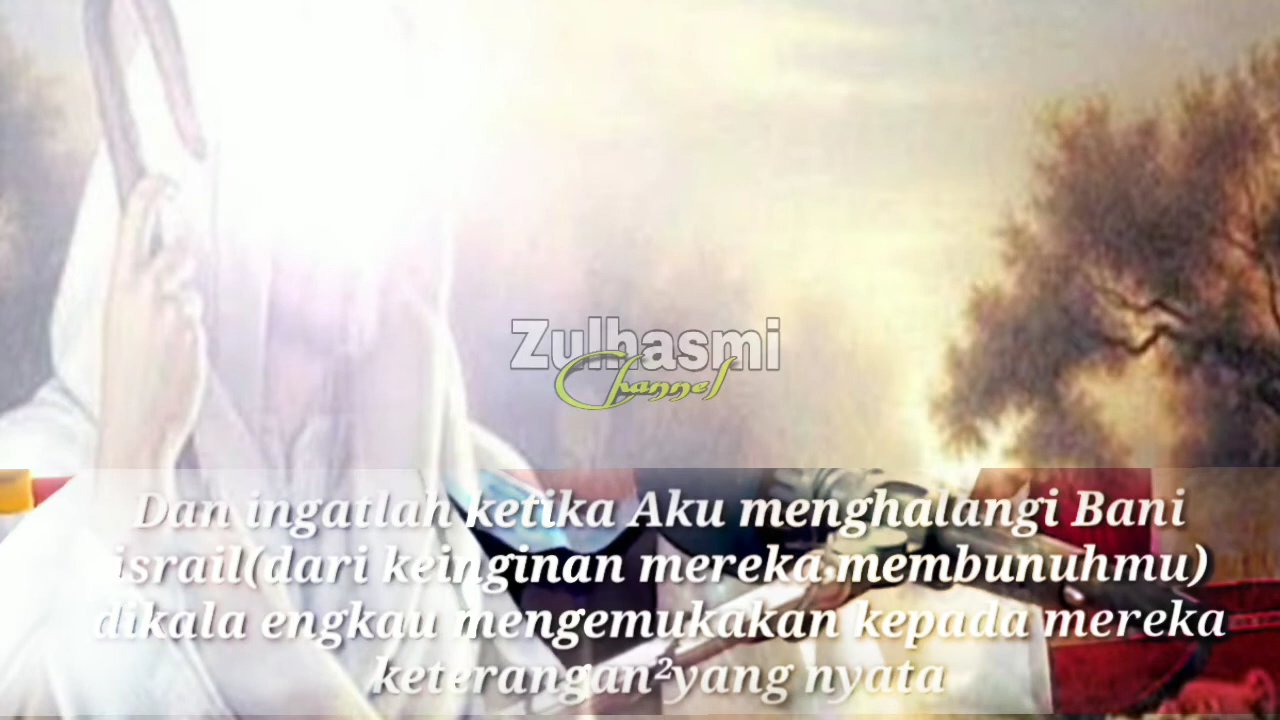 Zulhasmi
Channel
Dan ingatlah ketika Aku menghalangi Bani
israil(dari keinginan mereka membunuhmu)
dikala engkau mengemukakan kepada mereka
keterangan²yang nyata